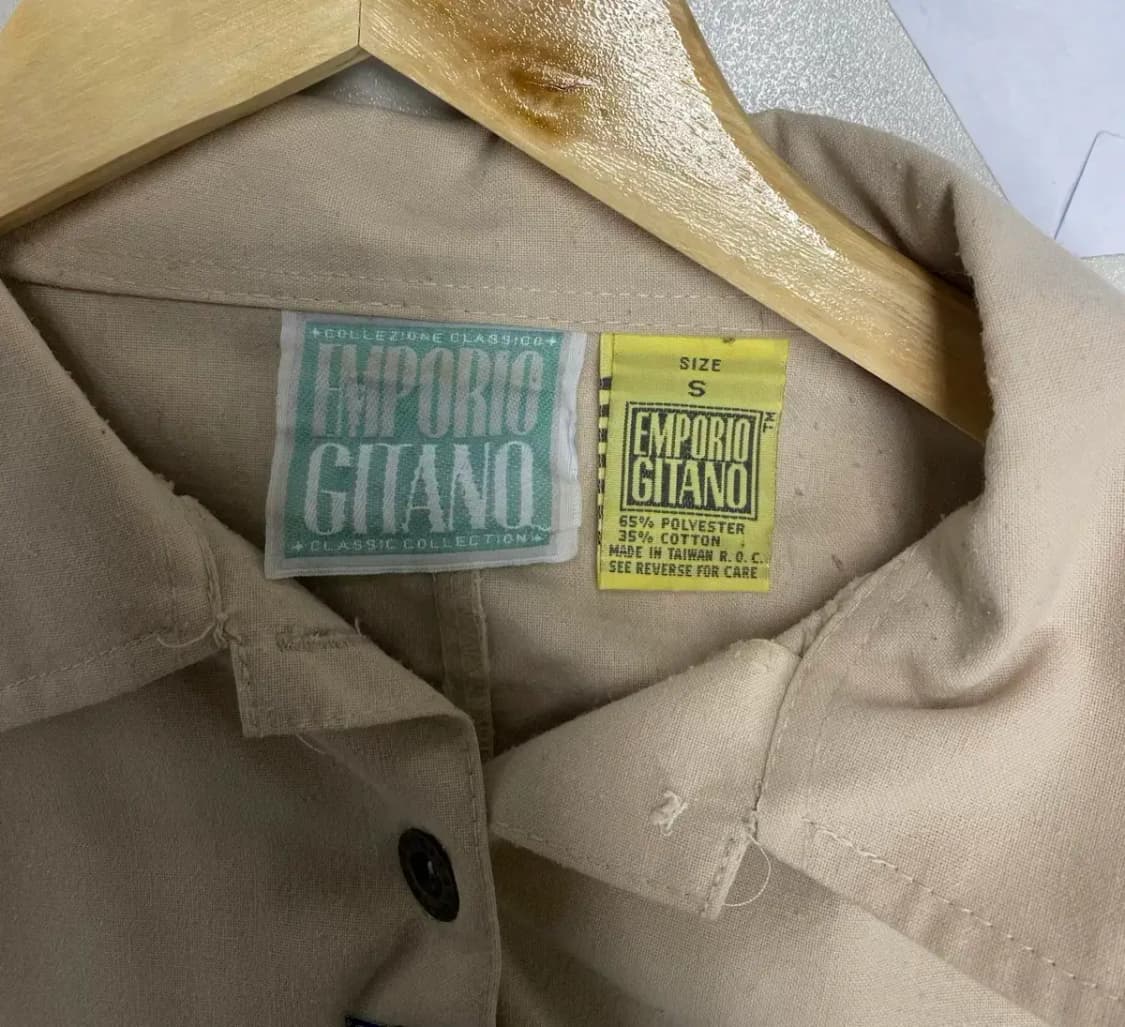 COLLEZIONE CLASSICO
EMPORIO
GITANO
CLASSIC COLLECTION
SIZE
S
EMPORIO
GITANO
TM
65% POLYESTER
35% COTTON
MADE IN TAIWAN R.O.C.
SEE REVERSE FOR CARE